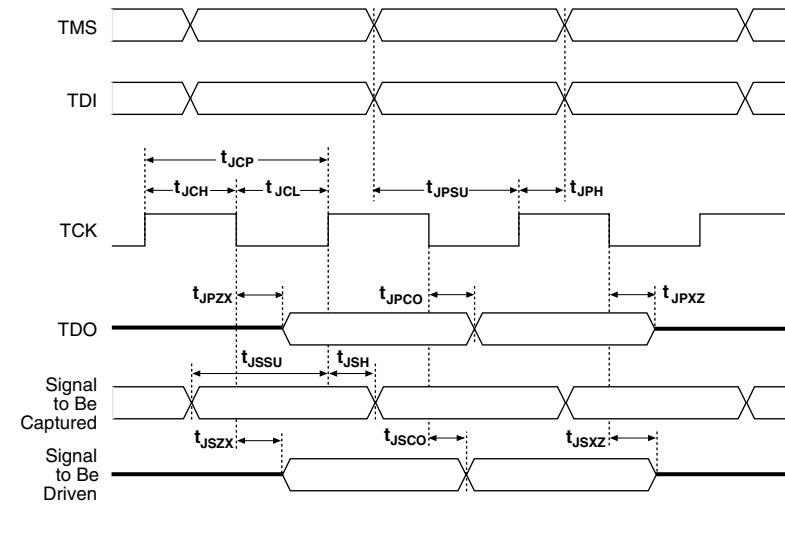 TMS
TDI
tJCP
tJCH
tJCL
tJPSU
tJPH
TCK
tJPZX
tJPCO
tJPXZ
TDO
tJSSU
tJSH
Signal
to Be
Captured
tJSZX
tJSCO
tJSXZ
Signal
to Be
Driven